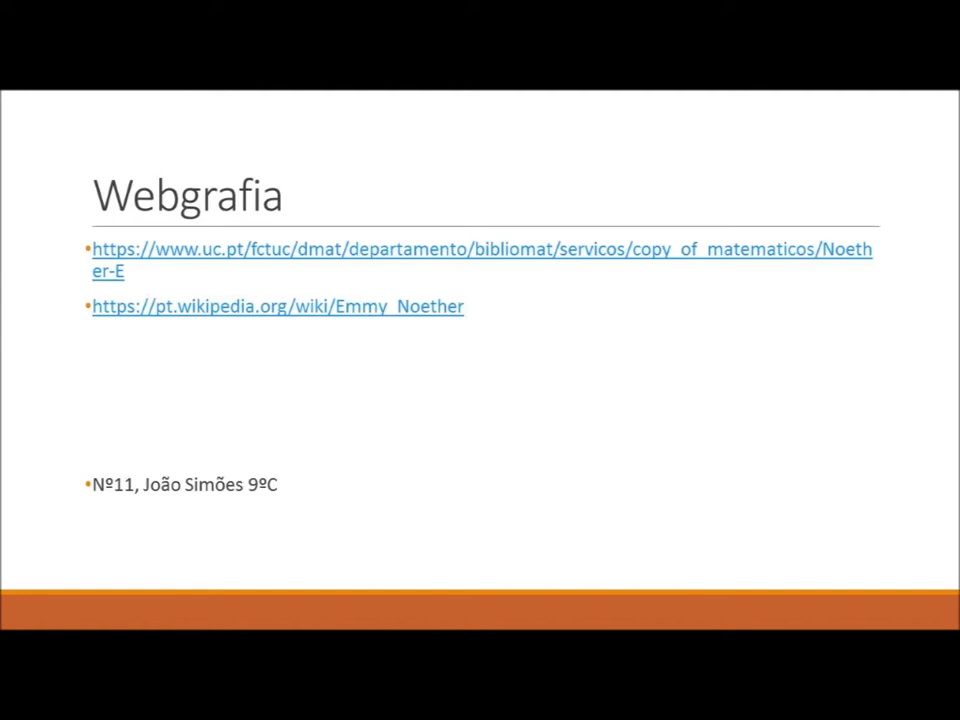 Webgrafia
•https://www.uc.pt/fctuc/dmat/departamento/bibliomat/servicos/copy_of_matematicos/Noeth
er-E
•https://pt.wikipedia.org/wiki/Emmy_Noether
•Nº11, João Simões 9ºC